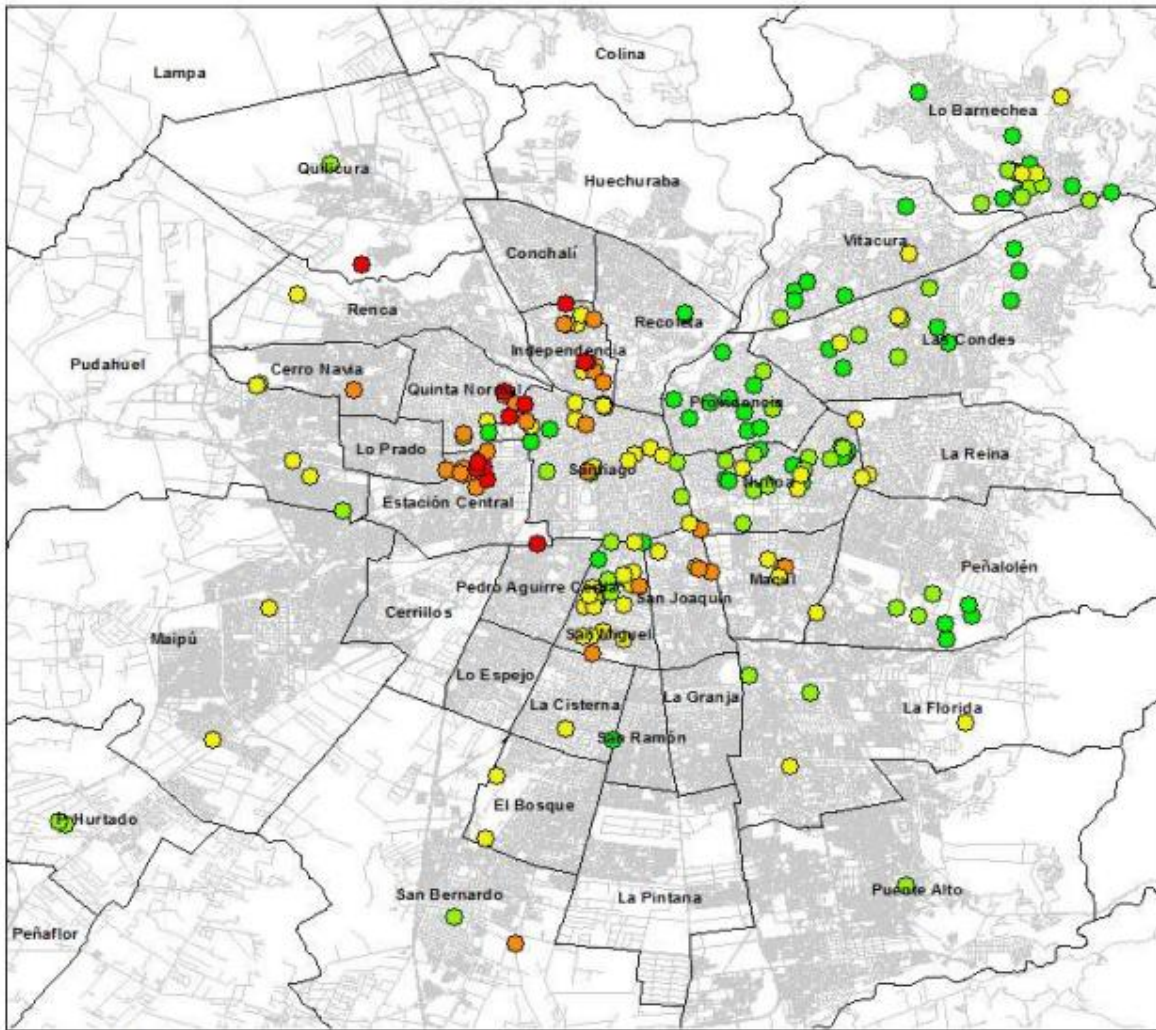 Colina
Lampa
Lo Barnechea
Quilicura
Huechuraba
Vitacura
Conchalí
Renca
Recoleta
Las Condes
Independencia
Pudahuel
Cerro Navia
Quinta Normal
Providencia
Lo Prado
La Reina
Santiago
Ñuñoa
Estación Central
Peñalolén
Pedro Aguirre Cerda
Macul
Cerrillos
San Joaquín
Maipú
San Miguel
Lo Espejo
La Granja
La Cisterna
La Florida
San Ramón
El Bosque
P Hurtado
Puente Alto
San Bernardo
La Pintana
Peñaflor